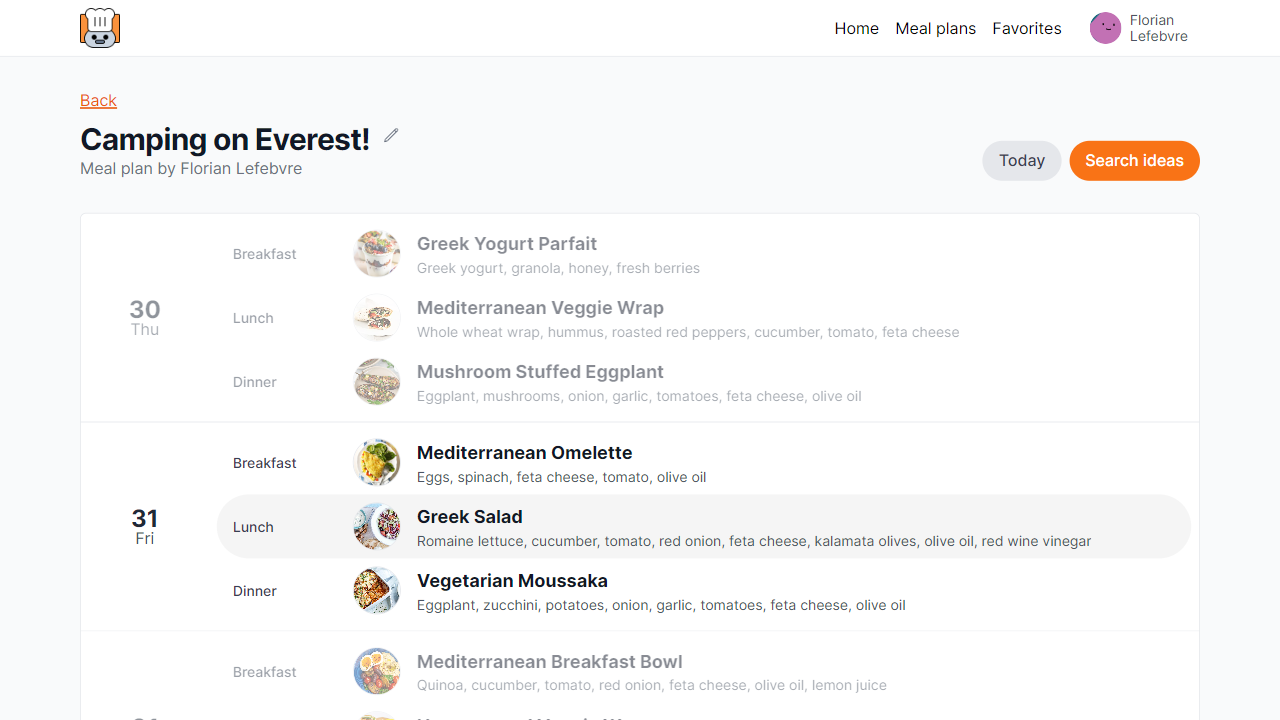 Home Meal plans Favorites Florian Lefebvre
Back
Camping on Everest!
Meal plan by Florian Lefebvre
Today Search ideas
30
Thu
Breakfast
Greek Yogurt Parfait
Greek yogurt, granola, honey, fresh berries
Lunch
Mediterranean Veggie Wrap
Whole wheat wrap, hummus, roasted red peppers, cucumber, tomato, feta cheese
Dinner
Mushroom Stuffed Eggplant
Eggplant, mushrooms, onion, garlic, tomatoes, feta cheese, olive oil
31
Fri
Breakfast
Mediterranean Omelette
Eggs, spinach, feta cheese, tomato, olive oil
Lunch
Greek Salad
Romaine lettuce, cucumber, tomato, red onion, feta cheese, kalamata olives, olive oil, red wine vinegar
Dinner
Vegetarian Moussaka
Eggplant, zucchini, potatoes, onion, garlic, tomatoes, feta cheese, olive oil
Breakfast
Mediterranean Breakfast Bowl
Quinoa, cucumber, tomato, red onion, feta cheese, olive oil, lemon juice